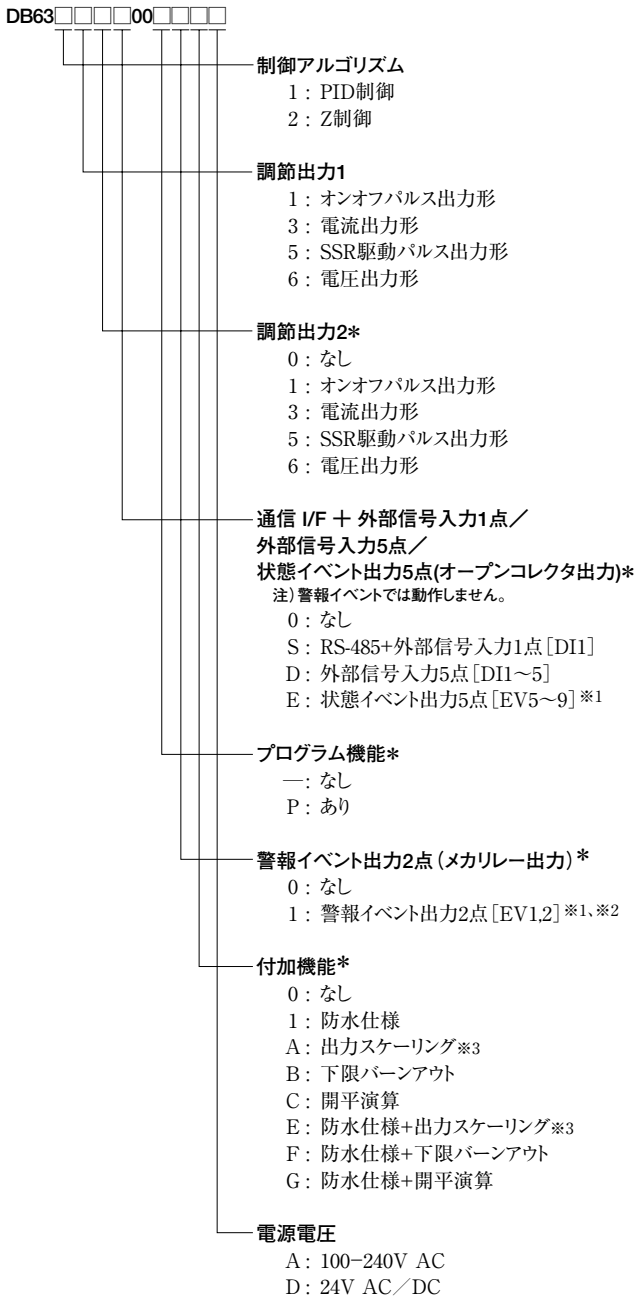 DB63□□□□00□□□□
制御アルゴリズム
1 : PID制御
2 : Z制御
調節出力1
1 : オンオフパルス出力形
3 : 電流出力形
5 : SSR駆動パルス出力形
6 : 電圧出力形
調節出力2*
0 : なし
1 : オンオフパルス出力形
3 : 電流出力形
5 : SSR駆動パルス出力形
6 : 電圧出力形
通信 I/F ＋ 外部信号入力1点／
外部信号入力5点／
状態イベント出力5点(オープンコレクタ出力)*
注）警報イベントでは動作しません。
0 : なし
S : RS-485+外部信号入力1点［DI1］
D : 外部信号入力5点［DI1～5］
E : 状態イベント出力5点［EV5～9］※1
プログラム機能*
― : なし
P : あり
警報イベント出力2点（メカリレー出力）*
0 : なし
1 : 警報イベント出力2点［EV1,2］※1、※2
付加機能*
0 : なし
1 : 防水仕様
A : 出力スケーリング※3
B : 下限バーンアウト
C : 開平演算
E : 防水仕様+出力スケーリング※3
F : 防水仕様+下限バーンアウト
G : 防水仕様+開平演算
電源電圧
A : 100-240V AC
D : 24V AC／DC